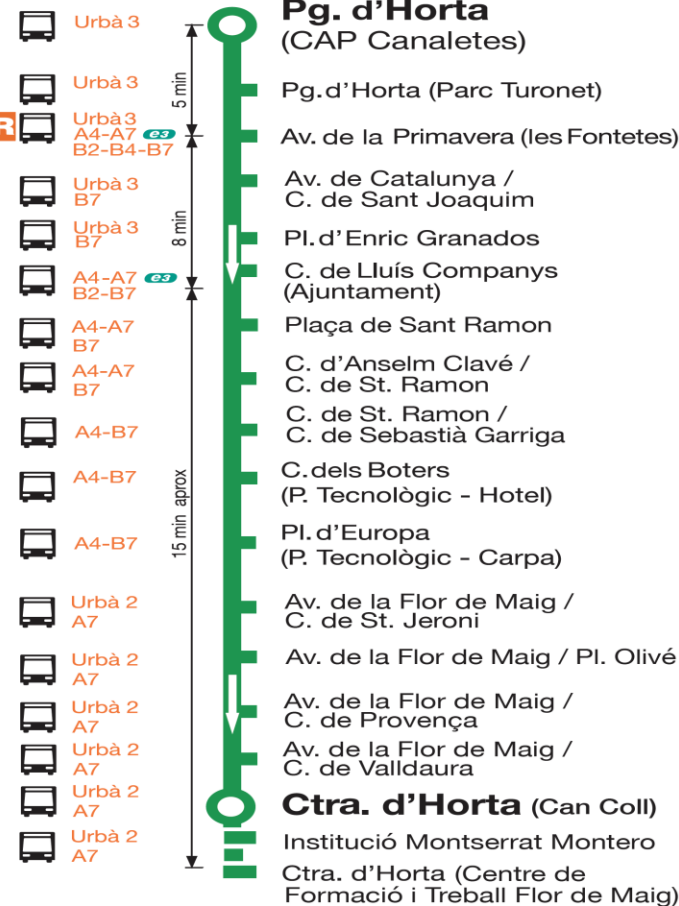 Urbà 3
Pg. d'Horta
(CAP Canaletes)
5 min
Urbà 3
Pg.d'Horta (Parc Turonet)
R
Urbà 3
A4-A7 e3
B2-B4-B7
Av. de la Primavera (les Fontetes)
Urbà 3
B7
Av. de Catalunya /
C. de Sant Joaquim
8 min
Urbà 3
B7
Pl.d'Enric Granados
A4-A7 e3
B2-B7
C. de Lluís Companys
(Ajuntament)
A4-A7
B7
Plaça de Sant Ramon
A4-A7
B7
C. d'Anselm Clavé /
C. de St. Ramon
A4-B7
C. de St. Ramon /
C. de Sebastià Garriga
15 min aprox
A4-B7
C.dels Boters
(P. Tecnològic - Hotel)
A4-B7
Pl.d'Europa
(P. Tecnològic - Carpa)
Urbà 2
A7
Av. de la Flor de Maig /
C. de St. Jeroni
Urbà 2
A7
Av. de la Flor de Maig / Pl. Olivé
Urbà 2
A7
Av. de la Flor de Maig /
C. de Provença
Urbà 2
A7
Av. de la Flor de Maig /
C. de Valldaura
Urbà 2
A7
Ctra. d'Horta (Can Coll)
Urbà 2
A7
Institució Montserrat Montero
Ctra. d'Horta (Centre de
Formació i Treball Flor de Maig)